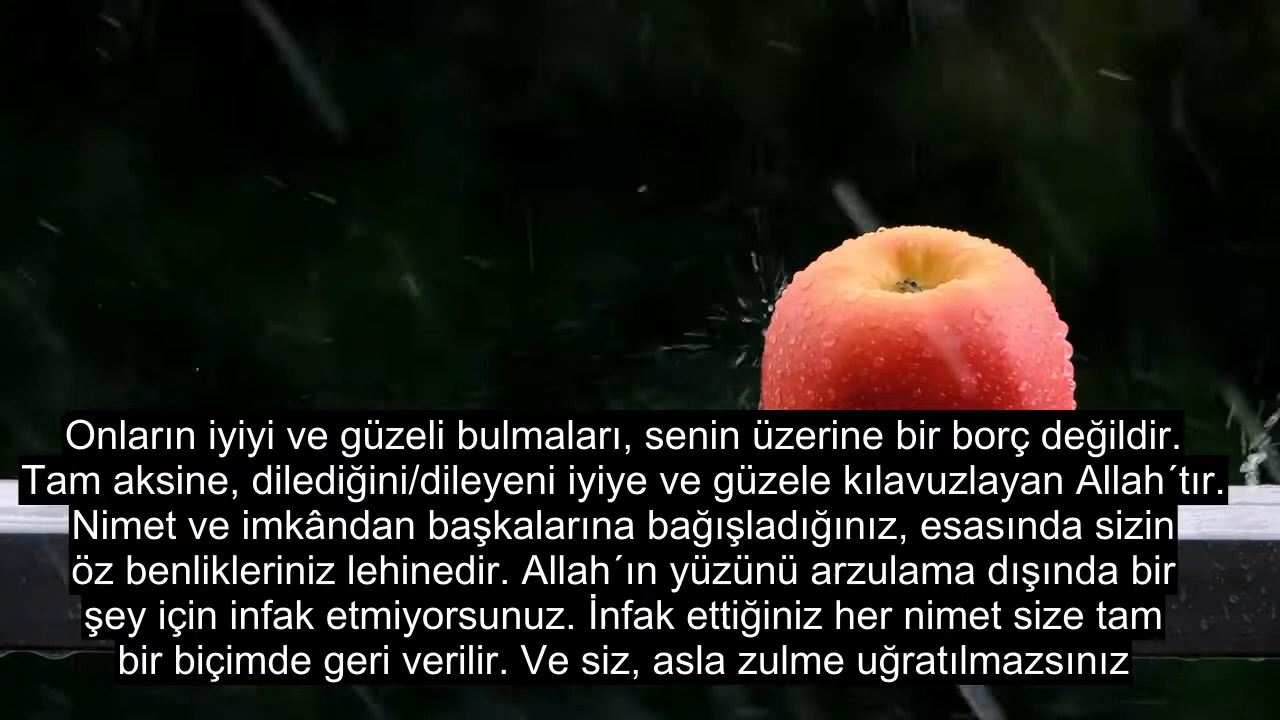 Onların iyiyi ve güzeli bulmaları, senin üzerine bir borç değildir.
Tam aksine, dilediğini/dileyeni iyiye ve güzele kılavuzlayan Allah´tır.
Nimet ve imkândan başkalarına bağışladığınız, esasında sizin
öz benlikleriniz lehinedir. Allah´ın yüzünü arzulama dışında bir
şey için infak etmiyorsunuz. İnfak ettiğiniz her nimet size tam
bir biçimde geri verilir. Ve siz, asla zulme uğratılmazsınız